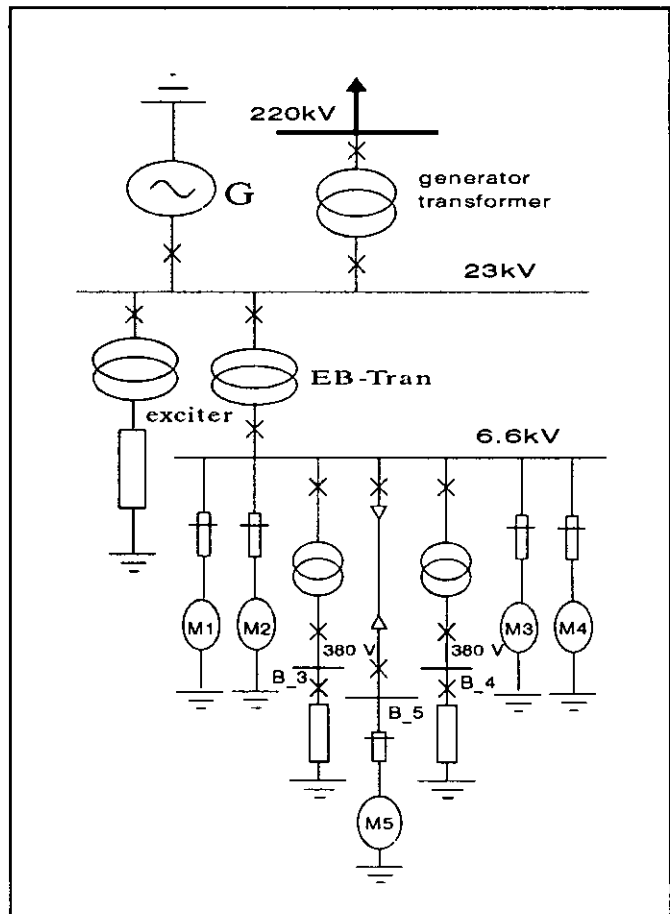 220kV
G
generator
transformer
23kV
EB-Tran
exciter
6.6kV
M1
M2
M3
M4
380 V
380 V
B_3
B_4
B_5
M5